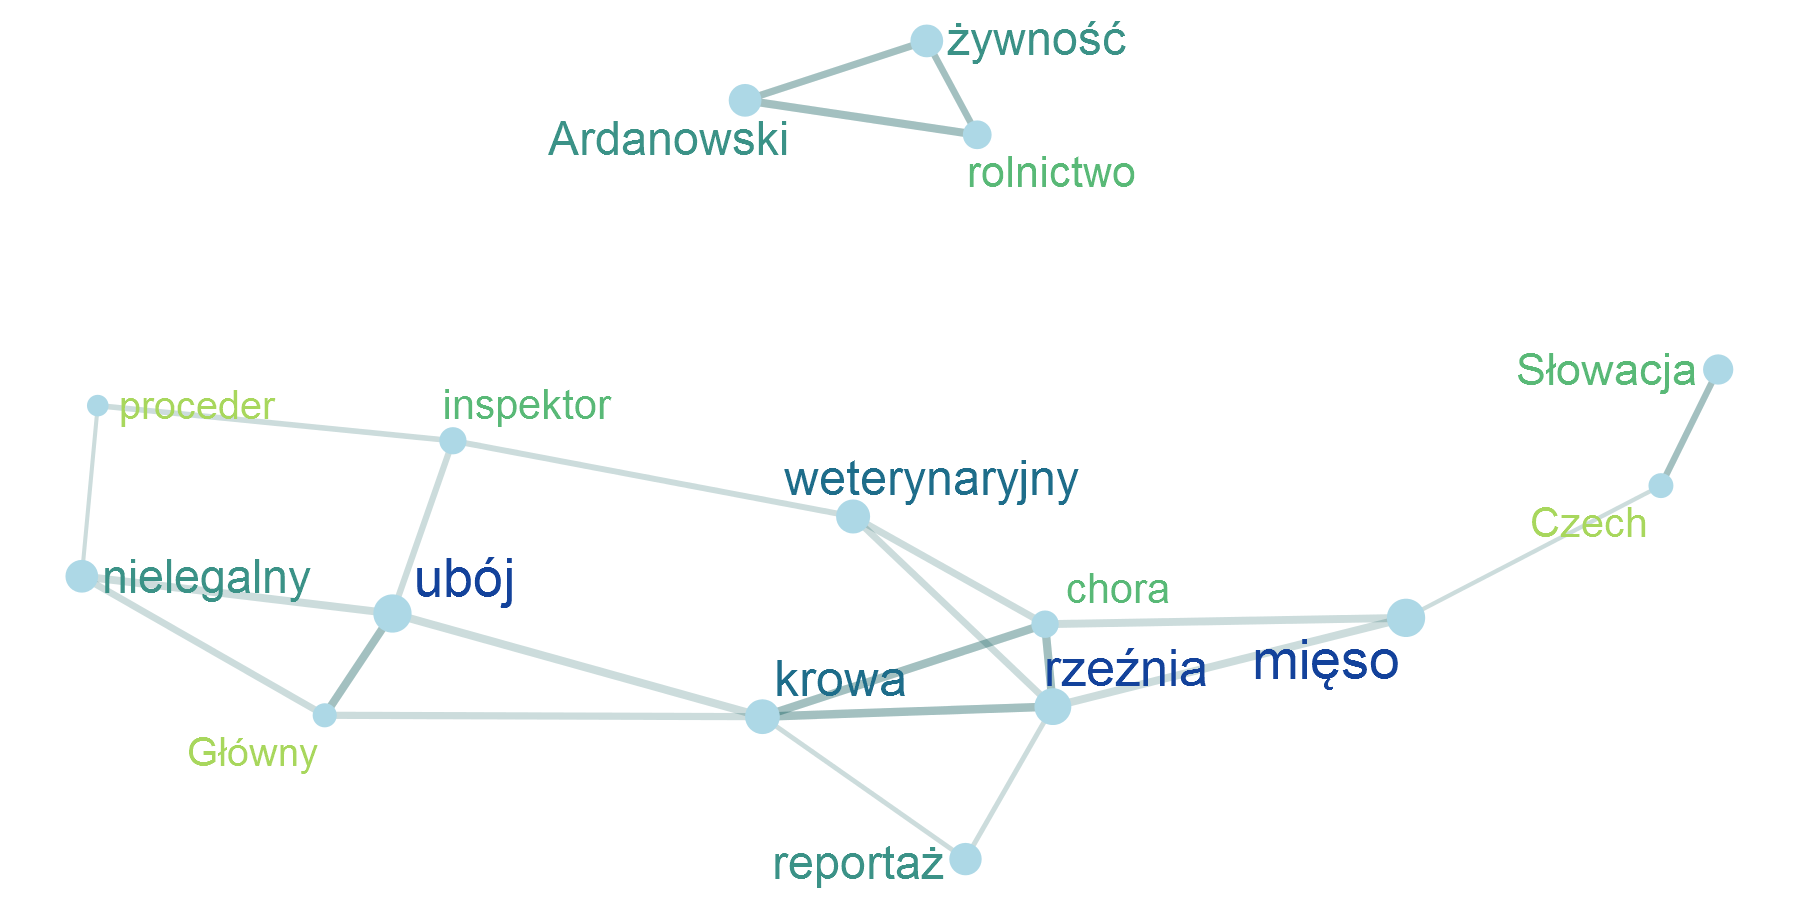 żywność
Ardanowski
rolnictwo
Słowacja
proceder
inspektor
weterynaryjny
Czech
nielegalny
ubój
chora
krowa
rzeźnia
mięso
Główny
reportaż